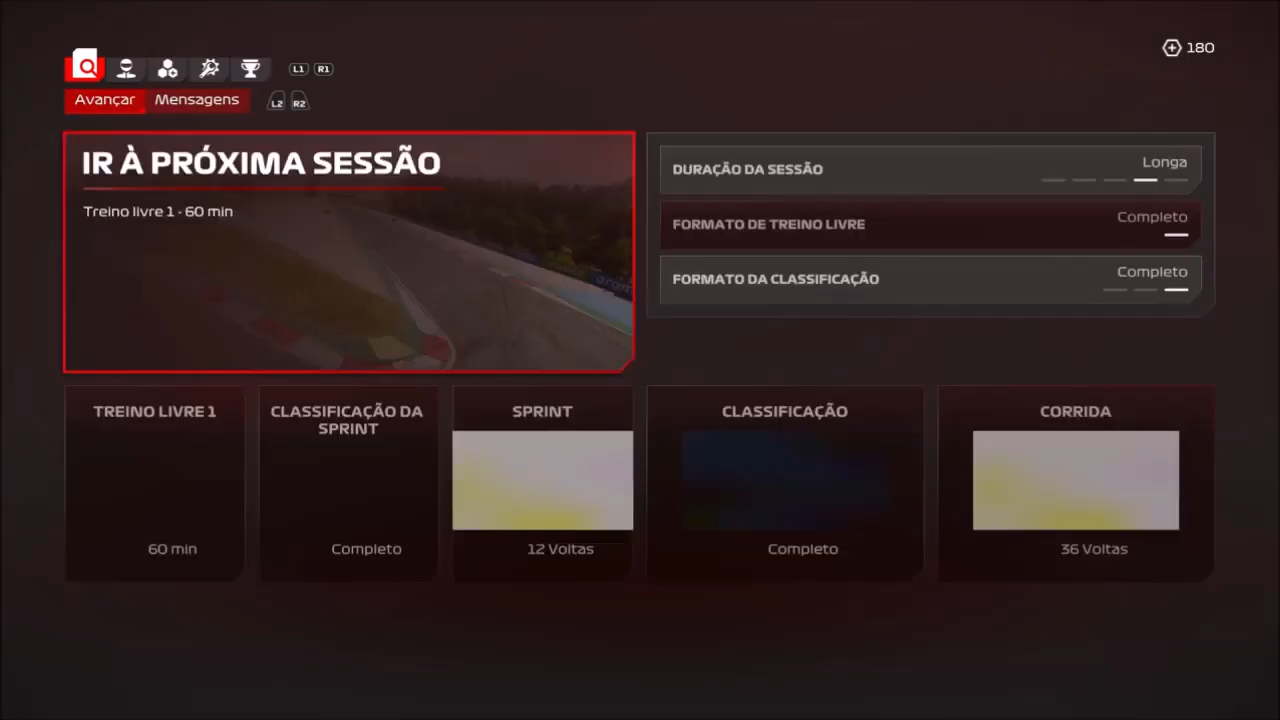 180
L1 R1
Avançar Mensagens L2 R2
IR À PRÓXIMA SESSÃO
Treino livre 1 - 60 min
DURAÇÃO DA SESSÃO Longa
FORMATO DE TREINO LIVRE Completo
FORMATO DA CLASSIFICAÇÃO Completo
TREINO LIVRE 1
60 min
CLASSIFICAÇÃO DA
SPRINT
Completo
SPRINT
12 Voltas
CLASSIFICAÇÃO
Completo
CORRIDA
36 Voltas